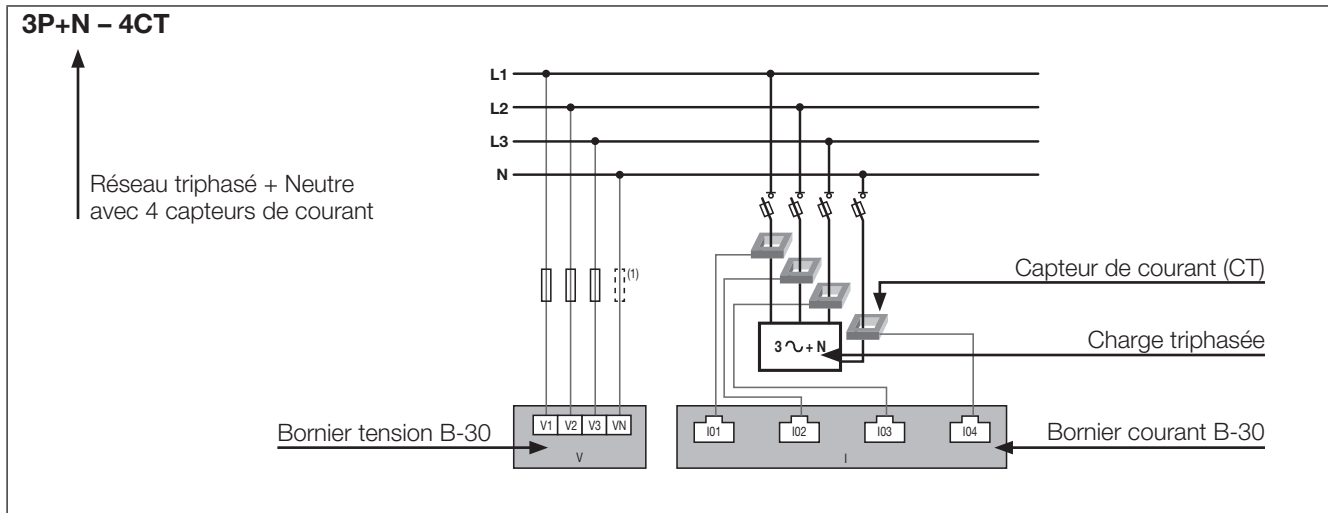 3P+N – 4CT
L1
L2
L3
N
Réseau triphasé + Neutre
avec 4 capteurs de courant
(1)
Capteur de courant (CT)
3 ∿ + N
Charge triphasée
Bornier tension B-30
V1 V2 V3 VN
V
I01 I02 I03 I04
I
Bornier courant B-30